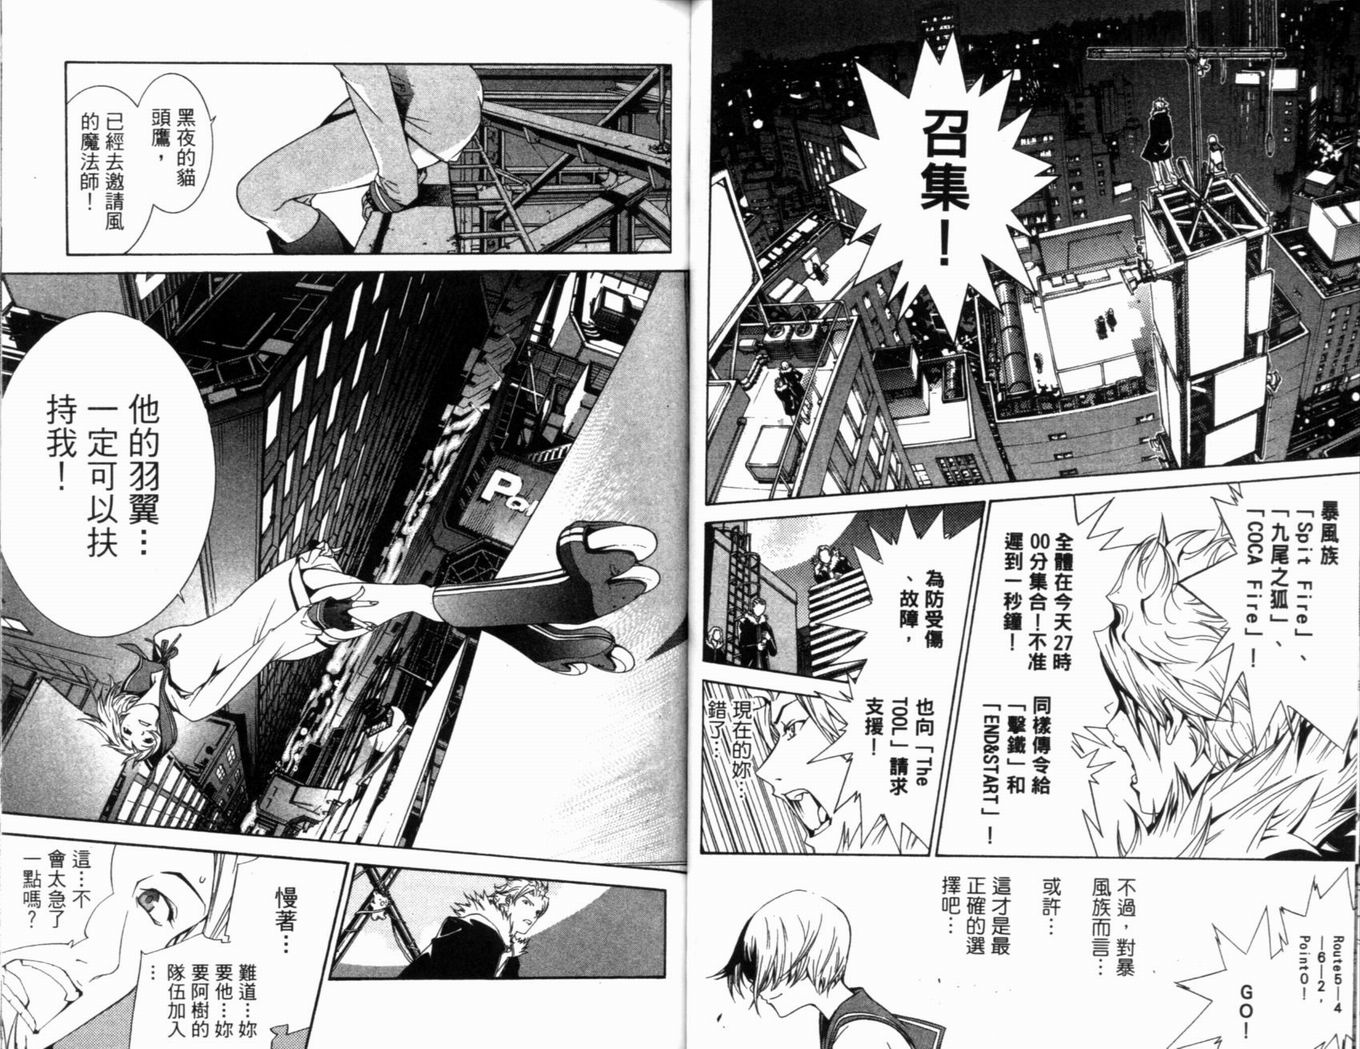 召集！
暴風族
「Spit Fire」、
「九尾之狐」、
「COCA Fire」！
全體在今天27時
00分集合！不准
遲到一秒鐘！
同樣傳令給
「擊鐵」和
「END&START」！
為防受傷
、故障，
也向「The
TOOL」請求
支援！
現在的妳…
錯了…
Route5—4
—6—2，
Point0！
GO！
不過，對暴
風族而言…
或許…
這才是最
正確的選
擇吧…
黑夜的貓
頭鷹，
已經去邀請風
的魔法師！
他的羽翼…
一定可以扶
持我！
Pa
慢著…
難道…妳
要他…妳
要阿樹的
隊伍加入
…
這…不
會太急了
一點嗎？